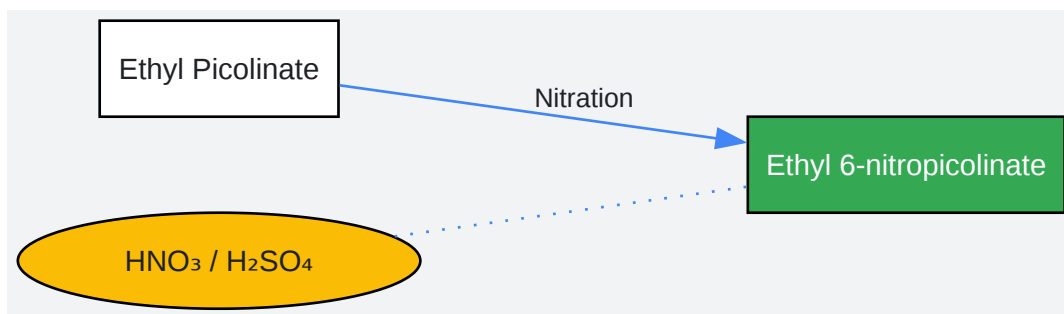 Ethyl Picolinate
Nitration
Ethyl 6-nitropicolinate
HNO₃ / H₂SO₄